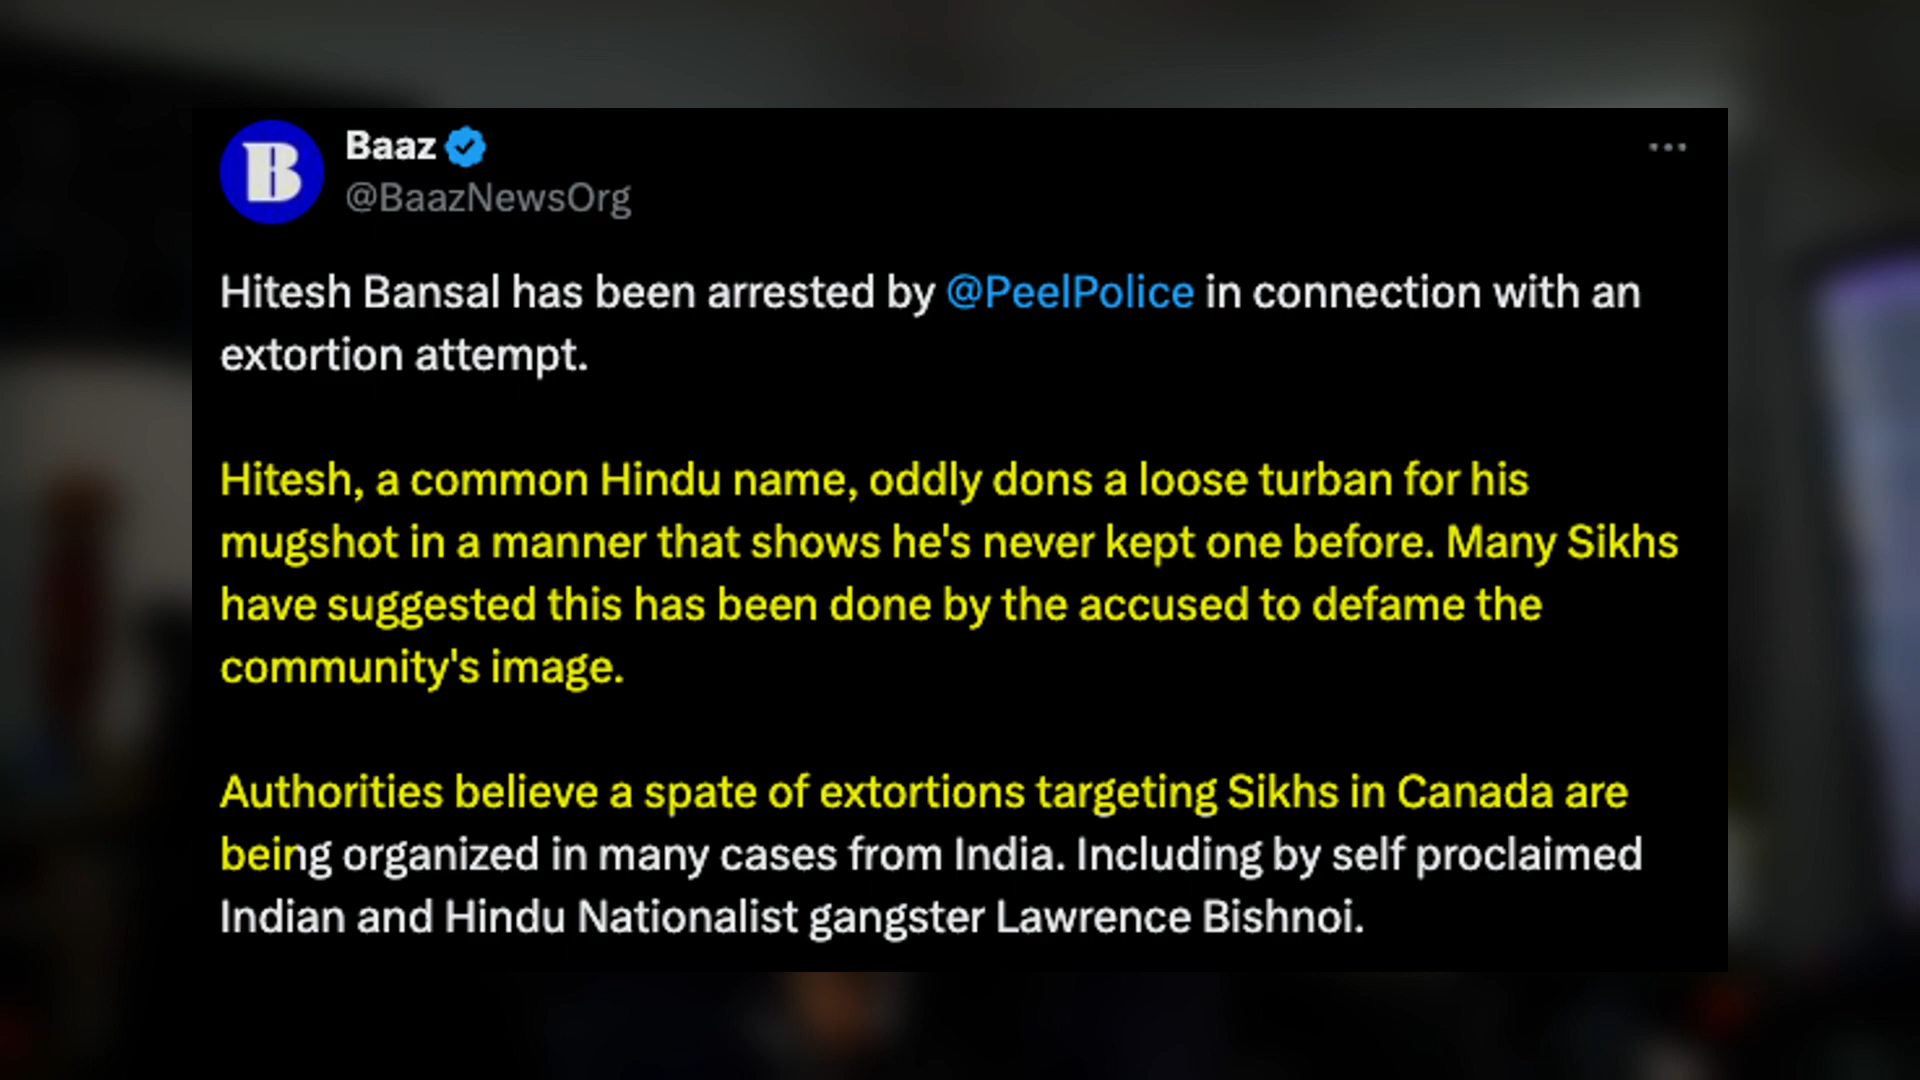 B
Baaz
@BaazNewsOrg
Hitesh Bansal has been arrested by @PeelPolice in connection with an
extortion attempt.
Hitesh, a common Hindu name, oddly dons a loose turban for his
mugshot in a manner that shows he's never kept one before. Many Sikhs
have suggested this has been done by the accused to defame the
community's image.
Authorities believe a spate of extortions targeting Sikhs in Canada are
being organized in many cases from India. Including by self proclaimed
Indian and Hindu Nationalist gangster Lawrence Bishnoi.